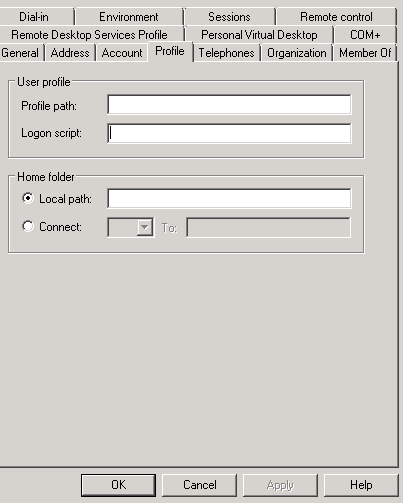 Dial-in Environment Sessions Remote control
Remote Desktop Services Profile Personal Virtual Desktop COM+
General Address Account Profile Telephones Organization Member Of
User profile
Profile path:
Logon script:
Home folder
Local path:
Connect: To:
OK Cancel Apply Help